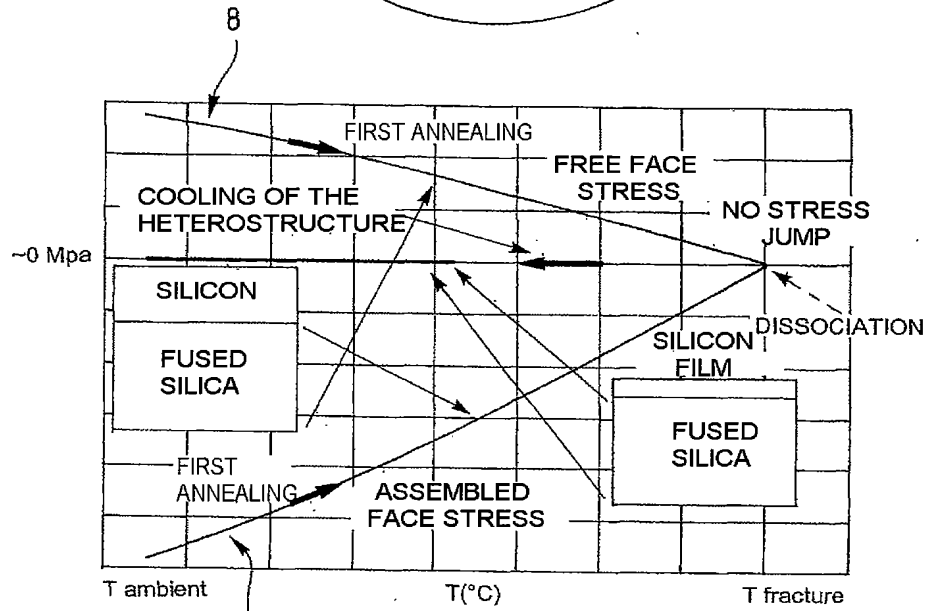 8
FIRST ANNEALING
FREE FACE
STRESS
COOLING OF THE
HETEROSTRUCTURE
NO STRESS
JUMP
~0 Mpa
SILICON
FUSED
SILICA
DISSOCIATION
SILICON
FILM
FUSED
SILICA
FIRST
ANNEALING
ASSEMBLED
FACE STRESS
T ambient
T(°C)
T fracture